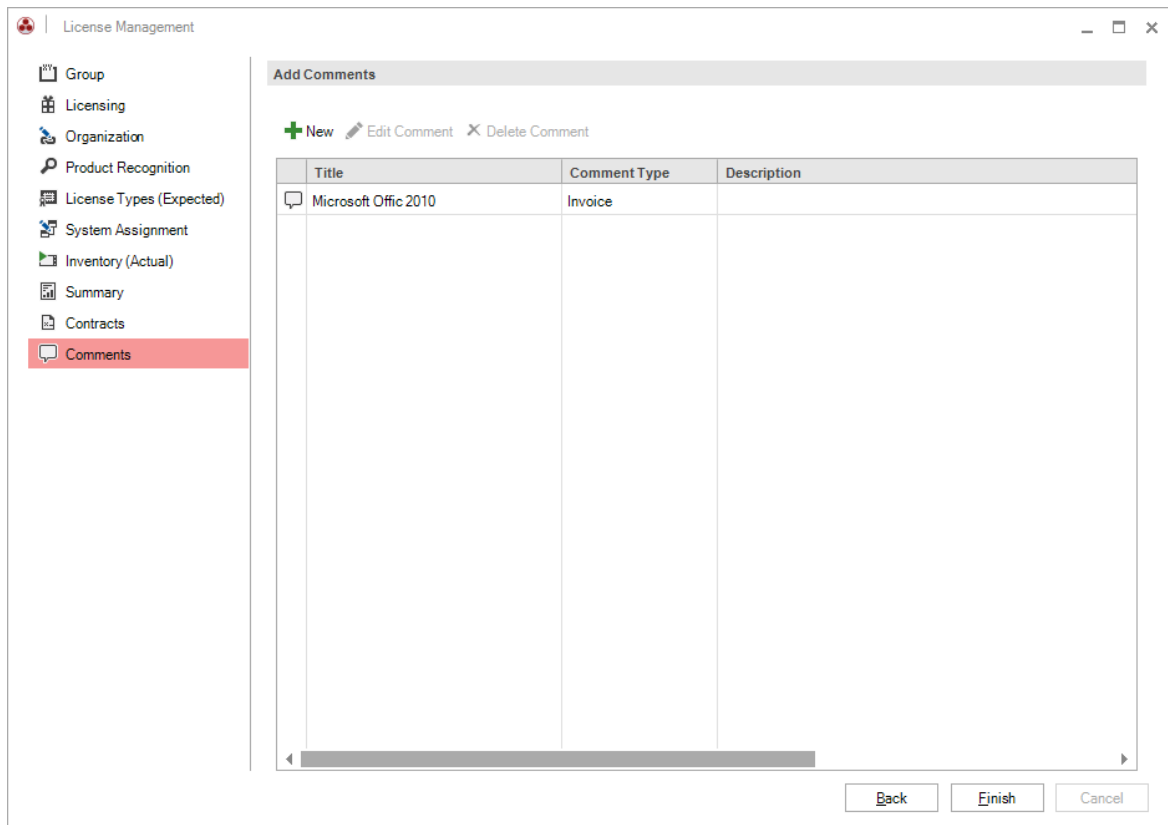 License Management
Group
Licensing
Organization
Product Recognition
License Types (Expected)
System Assignment
Inventory (Actual)
Summary
Contracts
Comments
Add Comments
New Edit Comment Delete Comment
Title Comment Type Description
Microsoft Offic 2010 Invoice
Back Finish Cancel